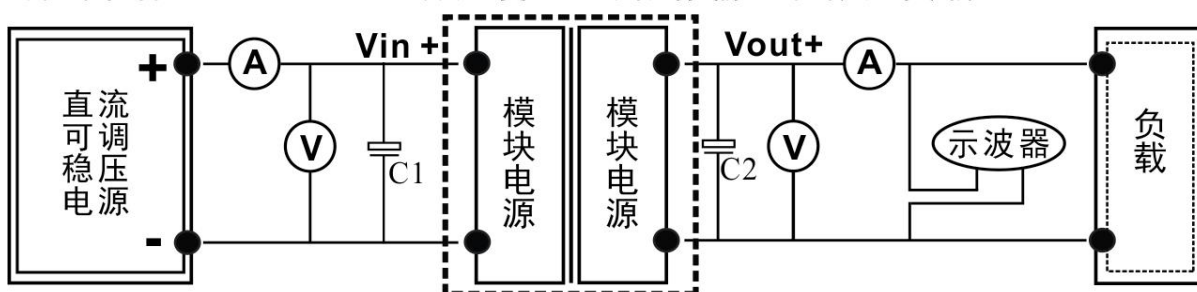 直流
可调
稳压
电源
+
-
A
V
C1
Vin +
模块电源
模块电源
Vout+
C2
V
A
示波器
负载